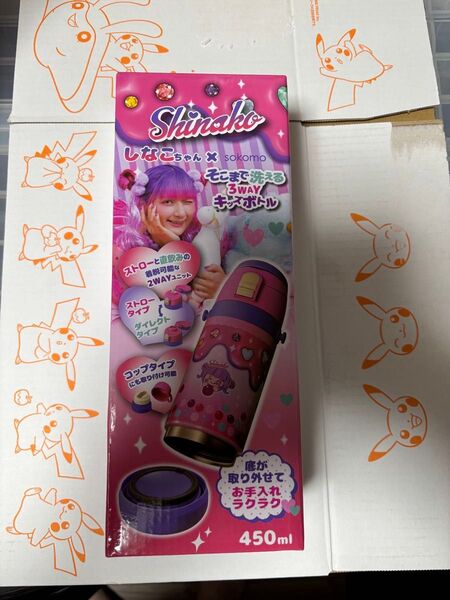 Shinako
しなこちゃん × sokomo
そこまで洗える
3WAY
キッズボトル
ストローと直飲みの
着脱可能な
2WAYユニット
ストロー
タイプ
ダイレクト
タイプ
コップタイプ
にも取り付け可能
底が
取り外せて
お手入れ
ラクラク
450ml